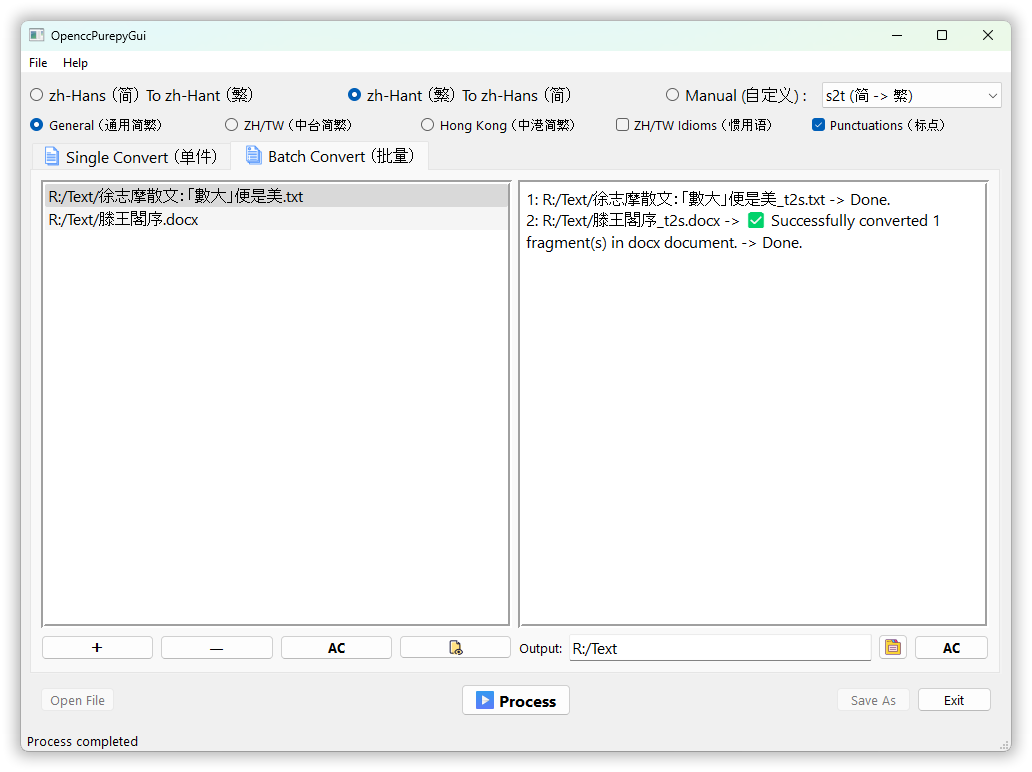 OpenccPurepyGui
File Help
zh-Hans (简) To zh-Hant (繁) zh-Hant (繁) To zh-Hans (简) Manual (自定义) : s2t (简 -> 繁)
General (通用简繁) ZH/TW (中台简繁) Hong Kong (中港简繁) ZH/TW Idioms (惯用语) Punctuations (标点)
Single Convert (单件) Batch Convert (批量)
R:/Text/徐志摩散文：「數大」便是美.txt
R:/Text/滕王閣序.docx
1: R:/Text/徐志摩散文：「數大」便是美_t2s.txt -> Done.
2: R:/Text/滕王閣序_t2s.docx -> ✅ Successfully converted 1
fragment(s) in docx document. -> Done.
+ — AC Output: R:/Text AC
Open File Process Save As Exit
Process completed